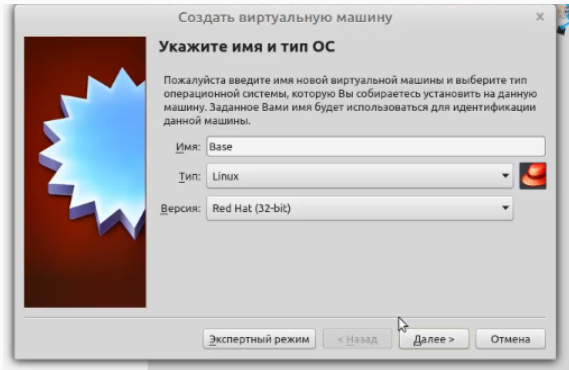 Создать виртуальную машину
Укажите имя и тип ОС
Пожалуйста введите имя новой виртуальной машины и выберите тип
операционной системы, которую Вы собираетесь установить на данную
машину. Заданное Вами имя будет использоваться для идентификации
данной машины.
Имя: Base
Тип: Linux
Версия: Red Hat (32-bit)
Экспертный режим < Назад Далее > Отмена